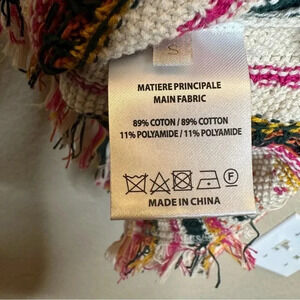 S
MATIERE PRINCIPALE
MAIN FABRIC
89% COTON / 89% COTTON
11% POLYAMIDE / 11% POLYAMIDE
F
MADE IN CHINA